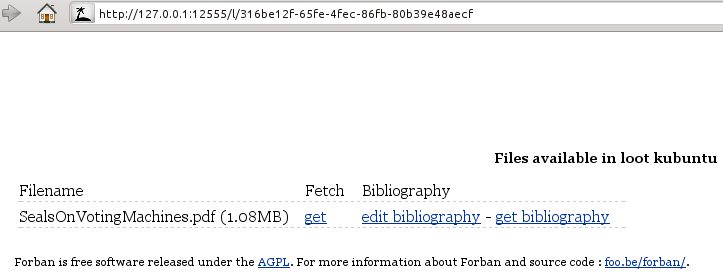 http://127.0.0.1:12555/l/316be12f-65fe-4fec-86fb-80b39e48aecf
Files available in loot kubuntu
Filename Fetch Bibliography
SealsOnVotingMachines.pdf (1.08MB) get edit bibliography - get bibliography
Forban is free software released under the AGPL. For more information about Forban and source code : foo.be/forban/.